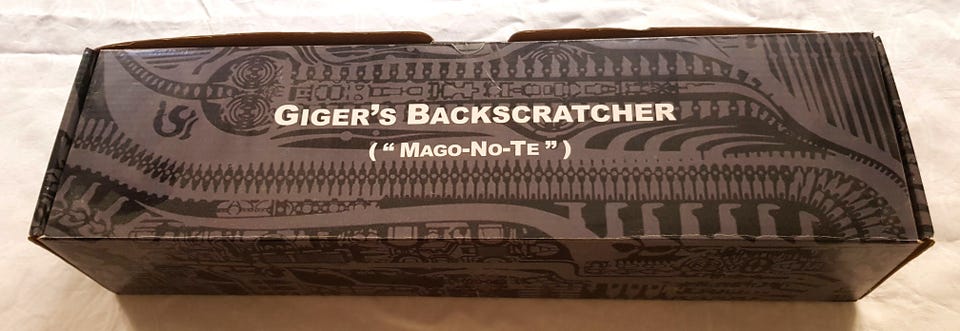 GIGER'S BACKSCRATCHER
(" MAGO-NO-TE ")